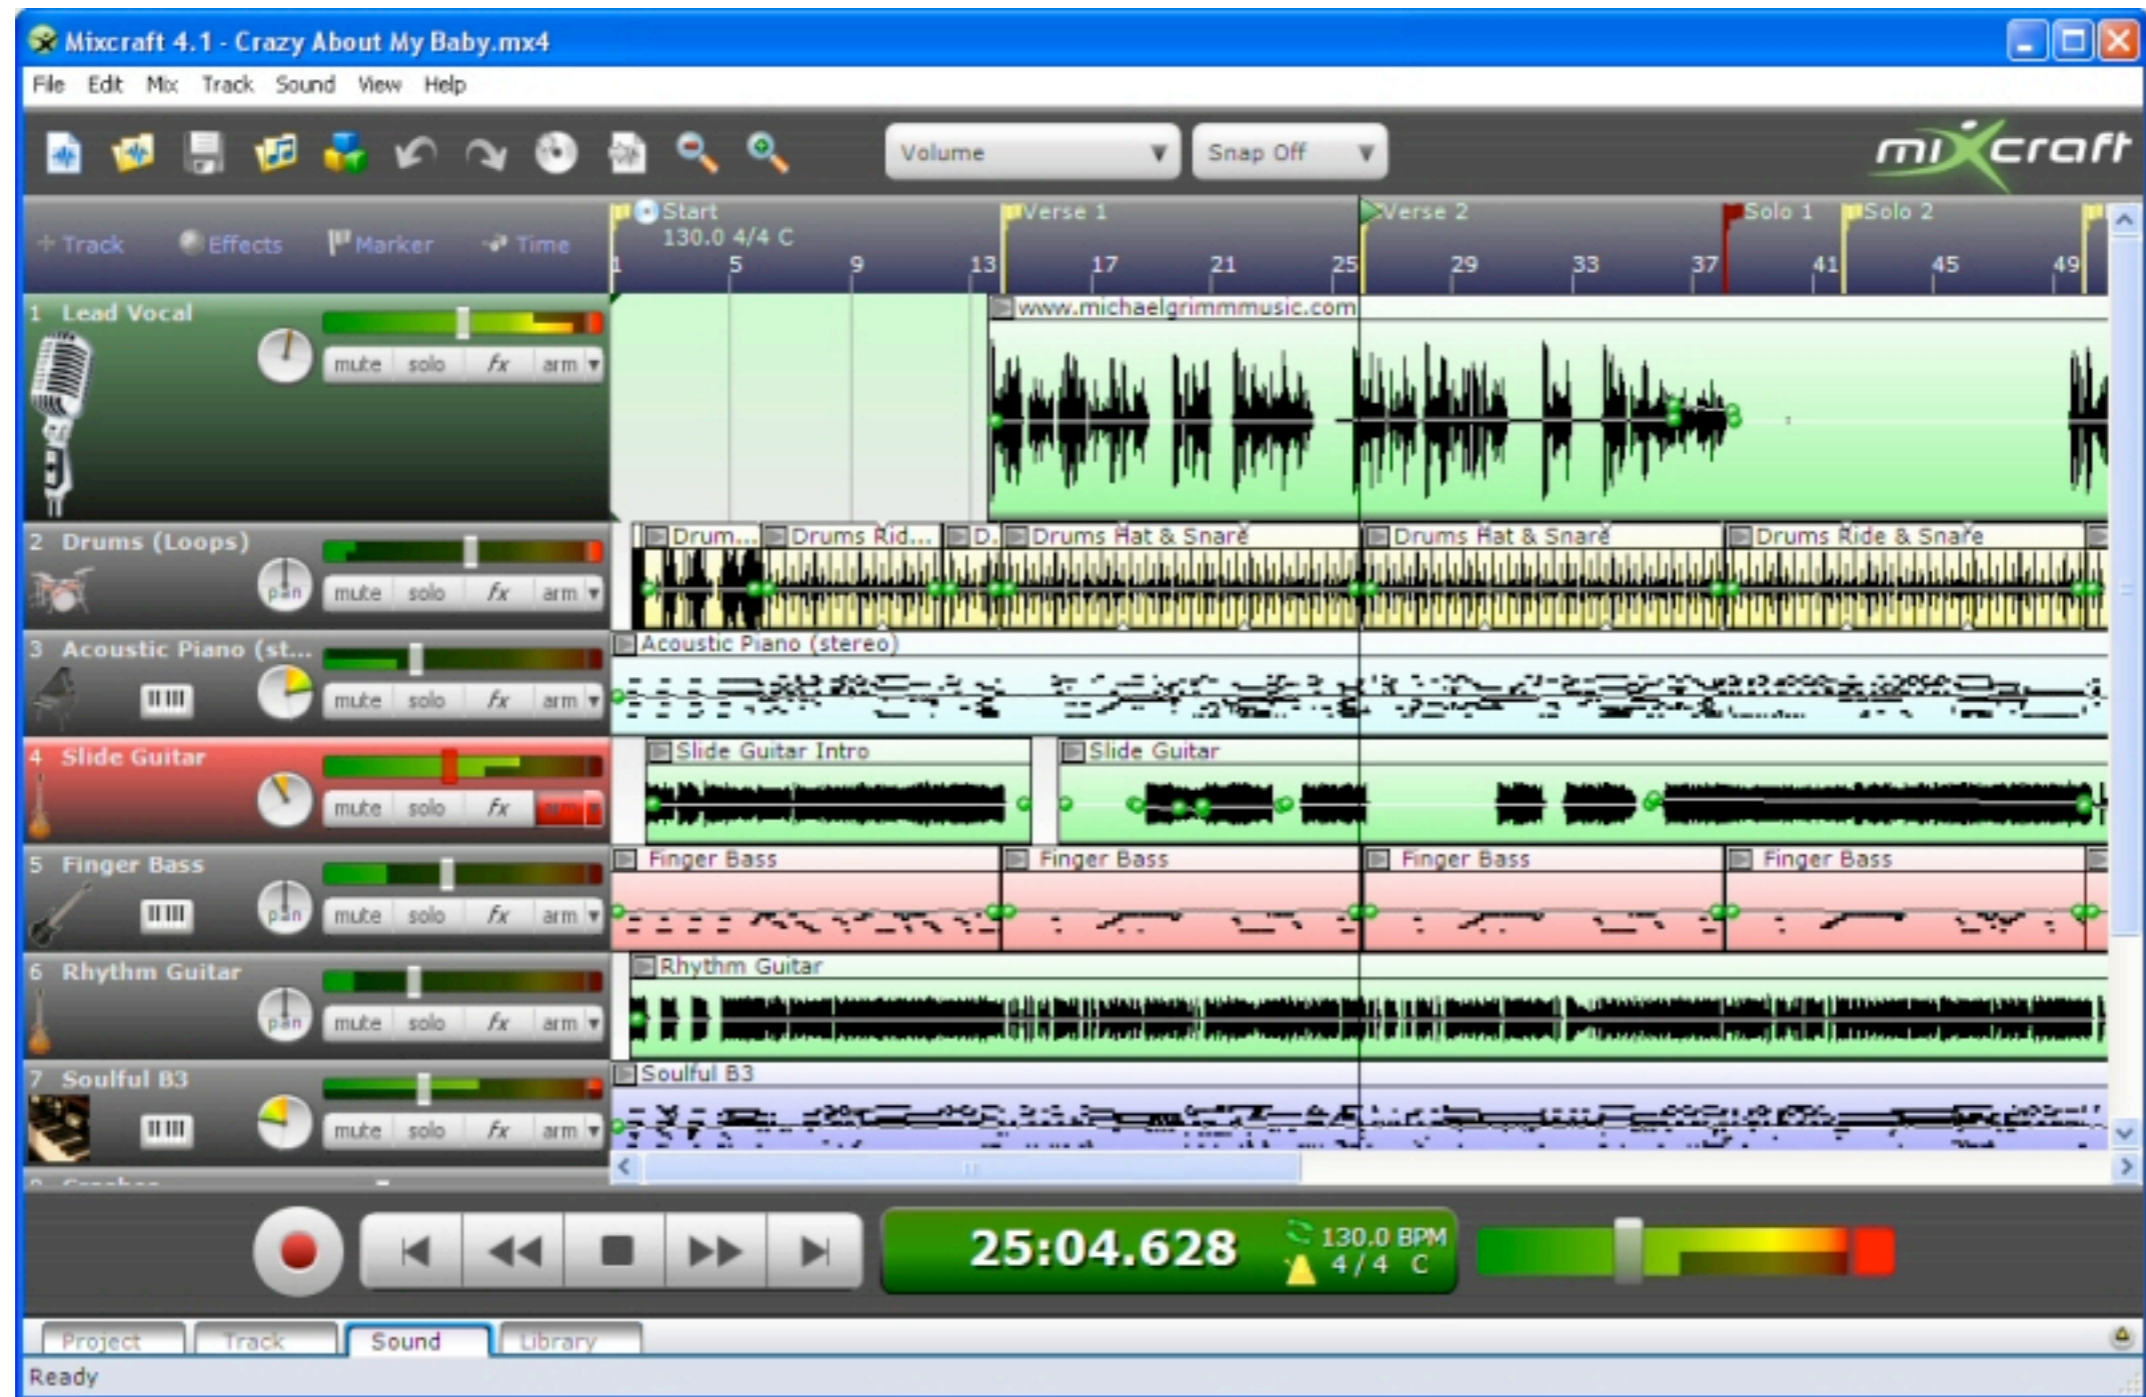 Mixcraft 4.1 - Crazy About My Baby.mx4
File Edit Mix Track Sound View Help
Volume Snap Off mixcraft
Start Verse 1 Verse 2 Solo 1 Solo 2
130.0 4/4 C
+ Track Effects Marker Time
1 5 9 13 17 21 25 29 33 37 41 45 49
1 Lead Vocal
www.michaelgrimmmusic.com
mute solo fx arm
2 Drums (Loops)
Drum... Drums Rid... D. Drums Hat & Snare Drums Hat & Snare Drums Ride & Snare
pan mute solo fx arm
3 Acoustic Piano (st...
Acoustic Piano (stereo)
mute solo fx arm
4 Slide Guitar
Slide Guitar Intro Slide Guitar
mute solo fx arm
5 Finger Bass
Finger Bass Finger Bass Finger Bass Finger Bass
pan mute solo fx arm
6 Rhythm Guitar
Rhythm Guitar
pan mute solo fx arm
7 Soulful B3
Soulful B3
mute solo fx arm
25:04.628
130.0 BPM
4 / 4 C
Project Track Sound Library
Ready